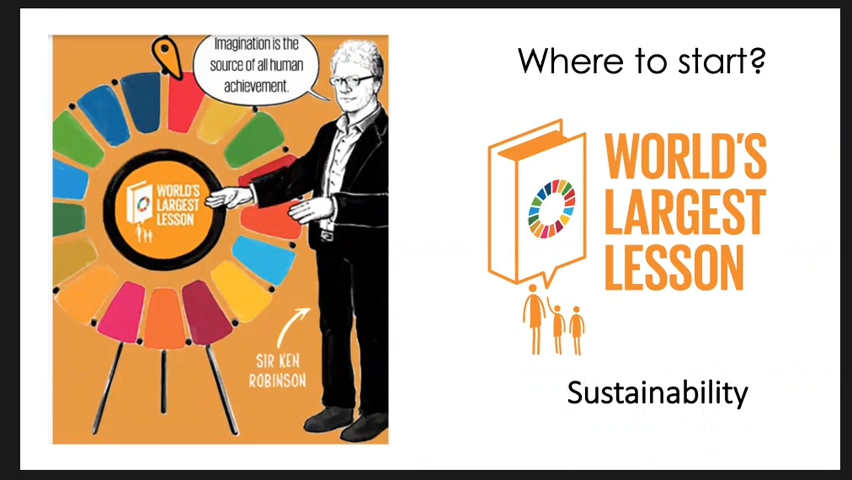 Imagination is the
source of all human
achievement.
WORLD'S
LARGEST
LESSON
SIR KEN
ROBINSON
Where to start?
WORLD'S
LARGEST
LESSON
Sustainability